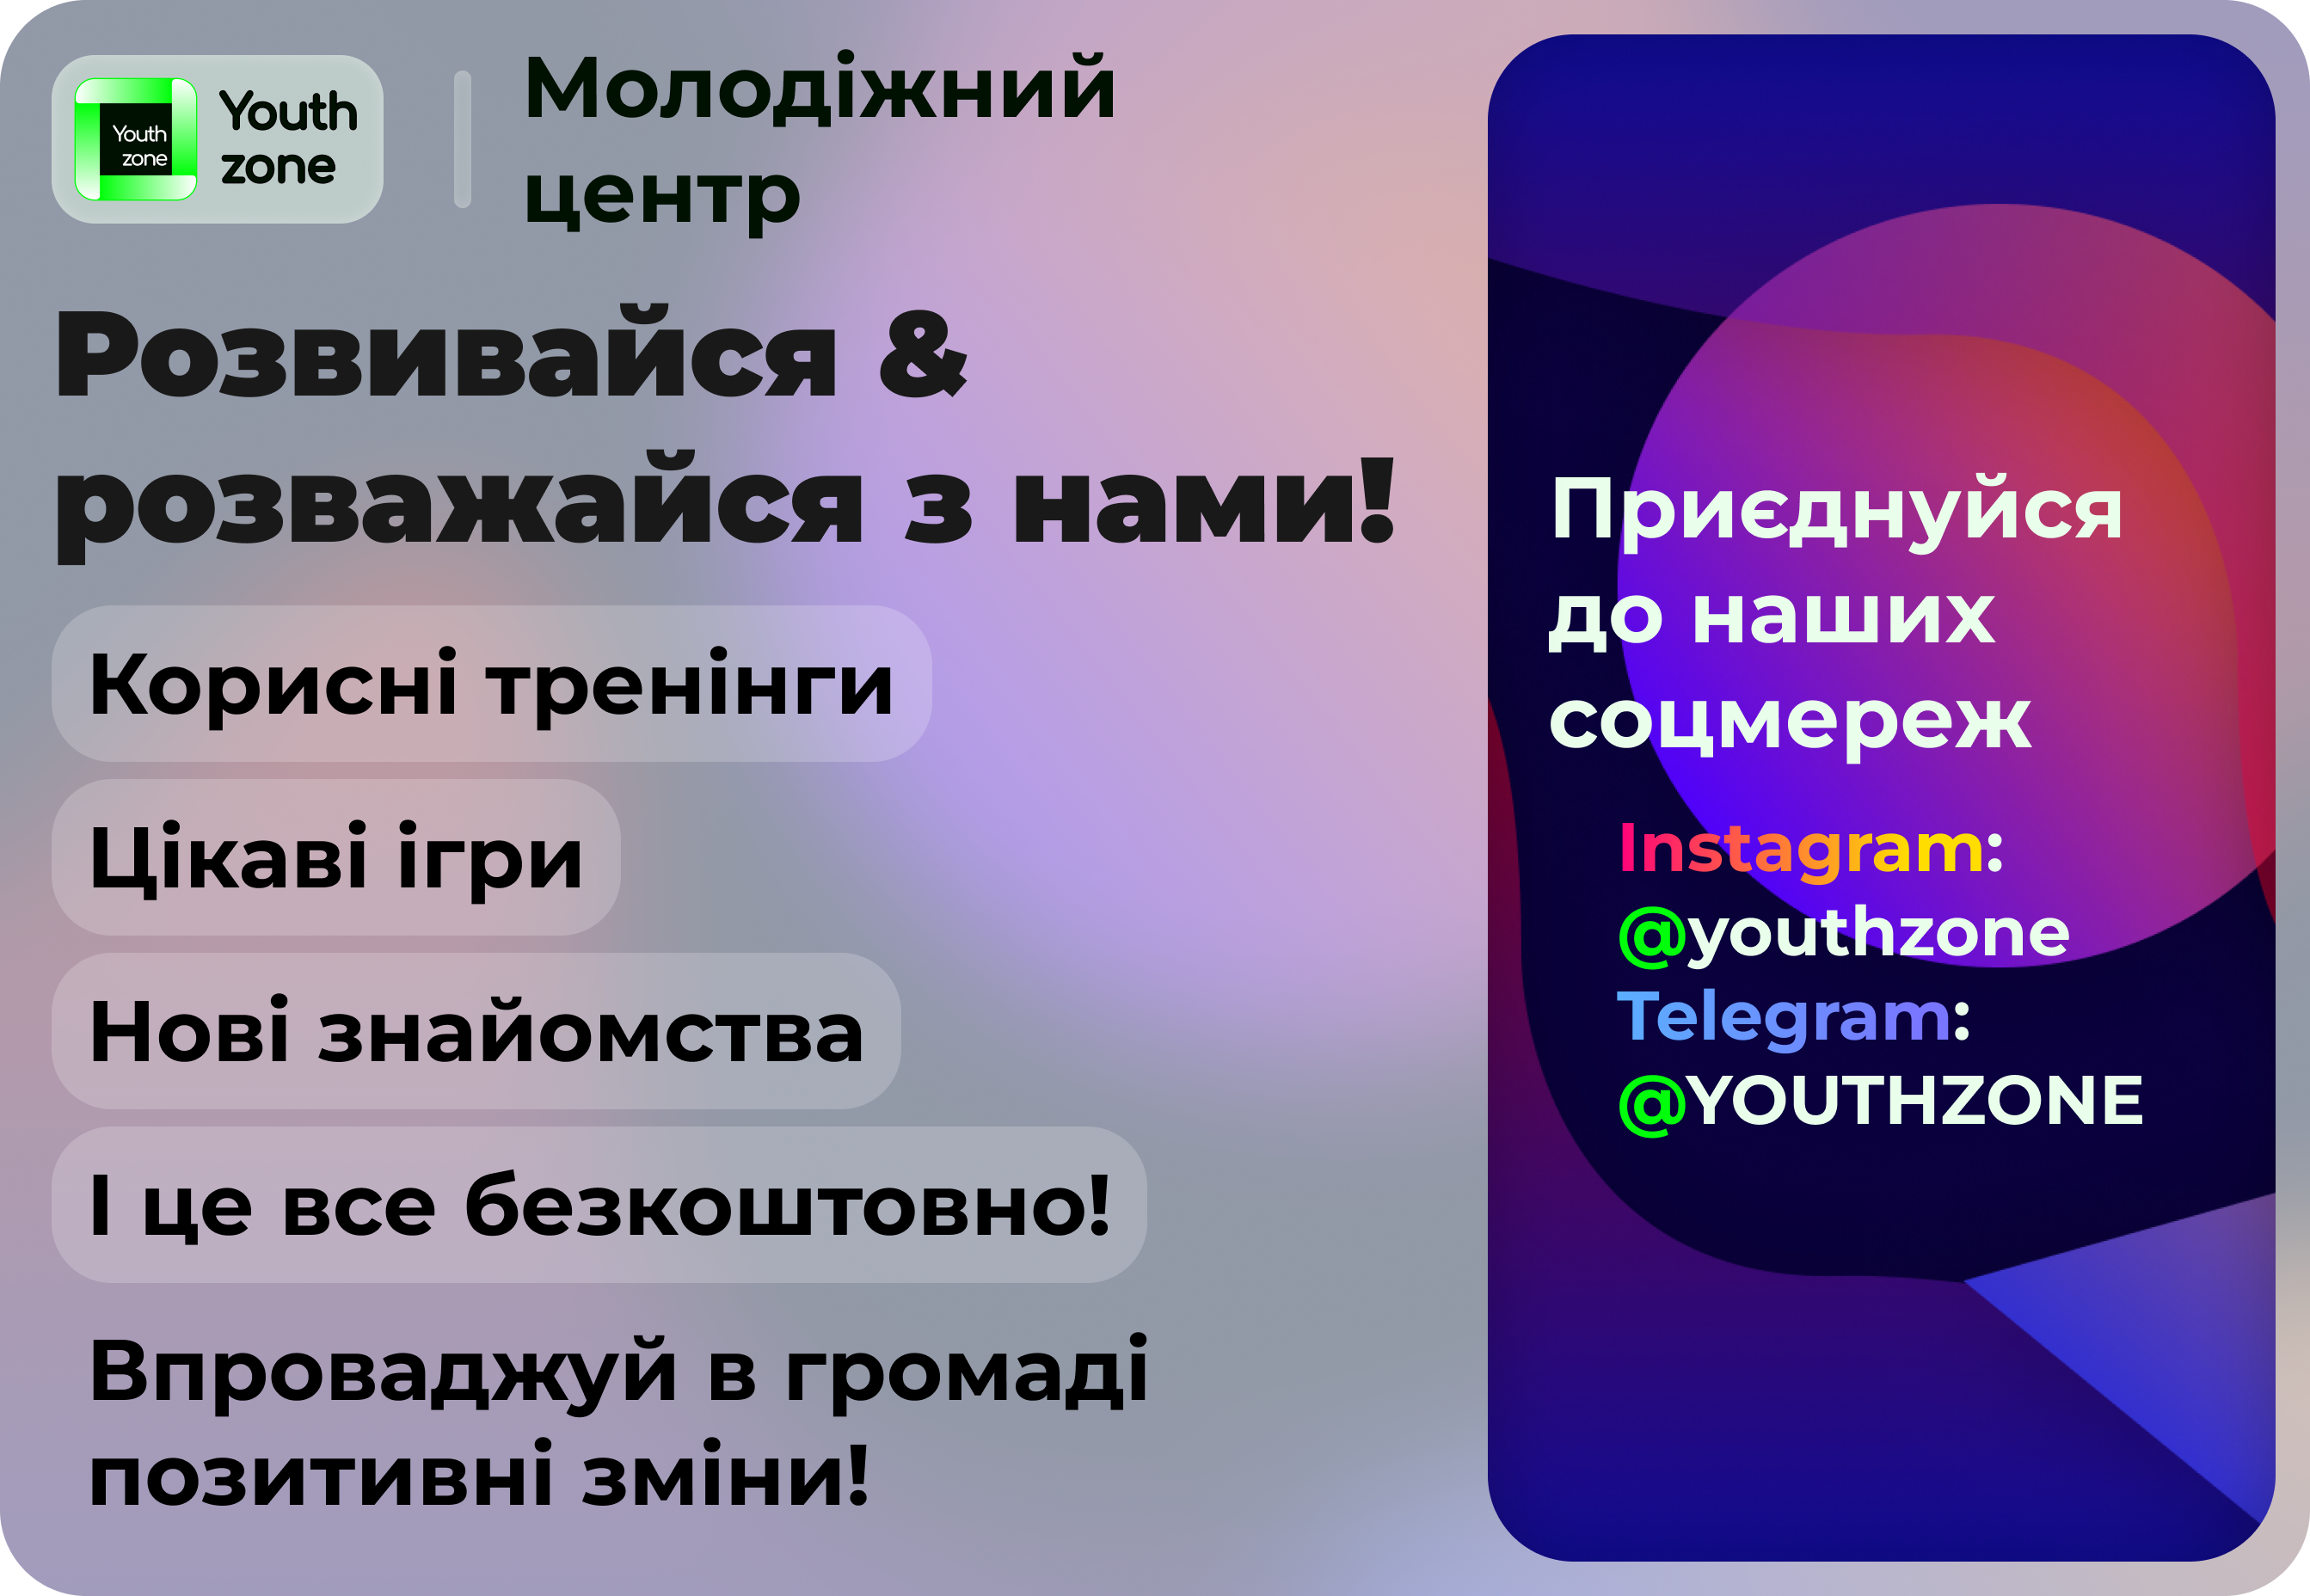 Youth
zone
Youth
zone
Молодіжний
центр
Розвивайся &
розважайся з нами!
Корисні тренінги
Цікаві ігри
Нові знайомства
І це все безкоштовно!
Впроваджуй в громаді
позитивні зміни!
Приєднуйся
до наших
соцмереж
Instagram:
@youthzone
Telegram:
@YOUTHZONE